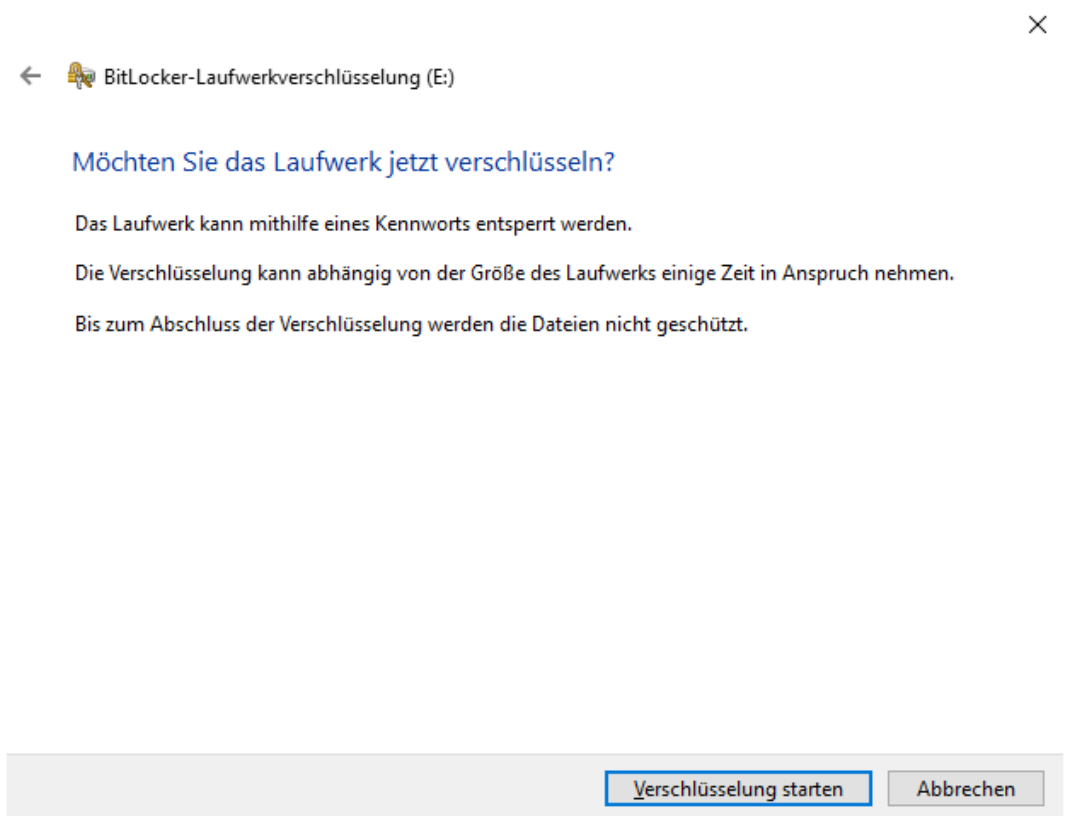 BitLocker-Laufwerkverschlüsselung (E:)
Möchten Sie das Laufwerk jetzt verschlüsseln?
Das Laufwerk kann mithilfe eines Kennworts entsperrt werden.
Die Verschlüsselung kann abhängig von der Größe des Laufwerks einige Zeit in Anspruch nehmen.
Bis zum Abschluss der Verschlüsselung werden die Dateien nicht geschützt.
Verschlüsselung starten
Abbrechen